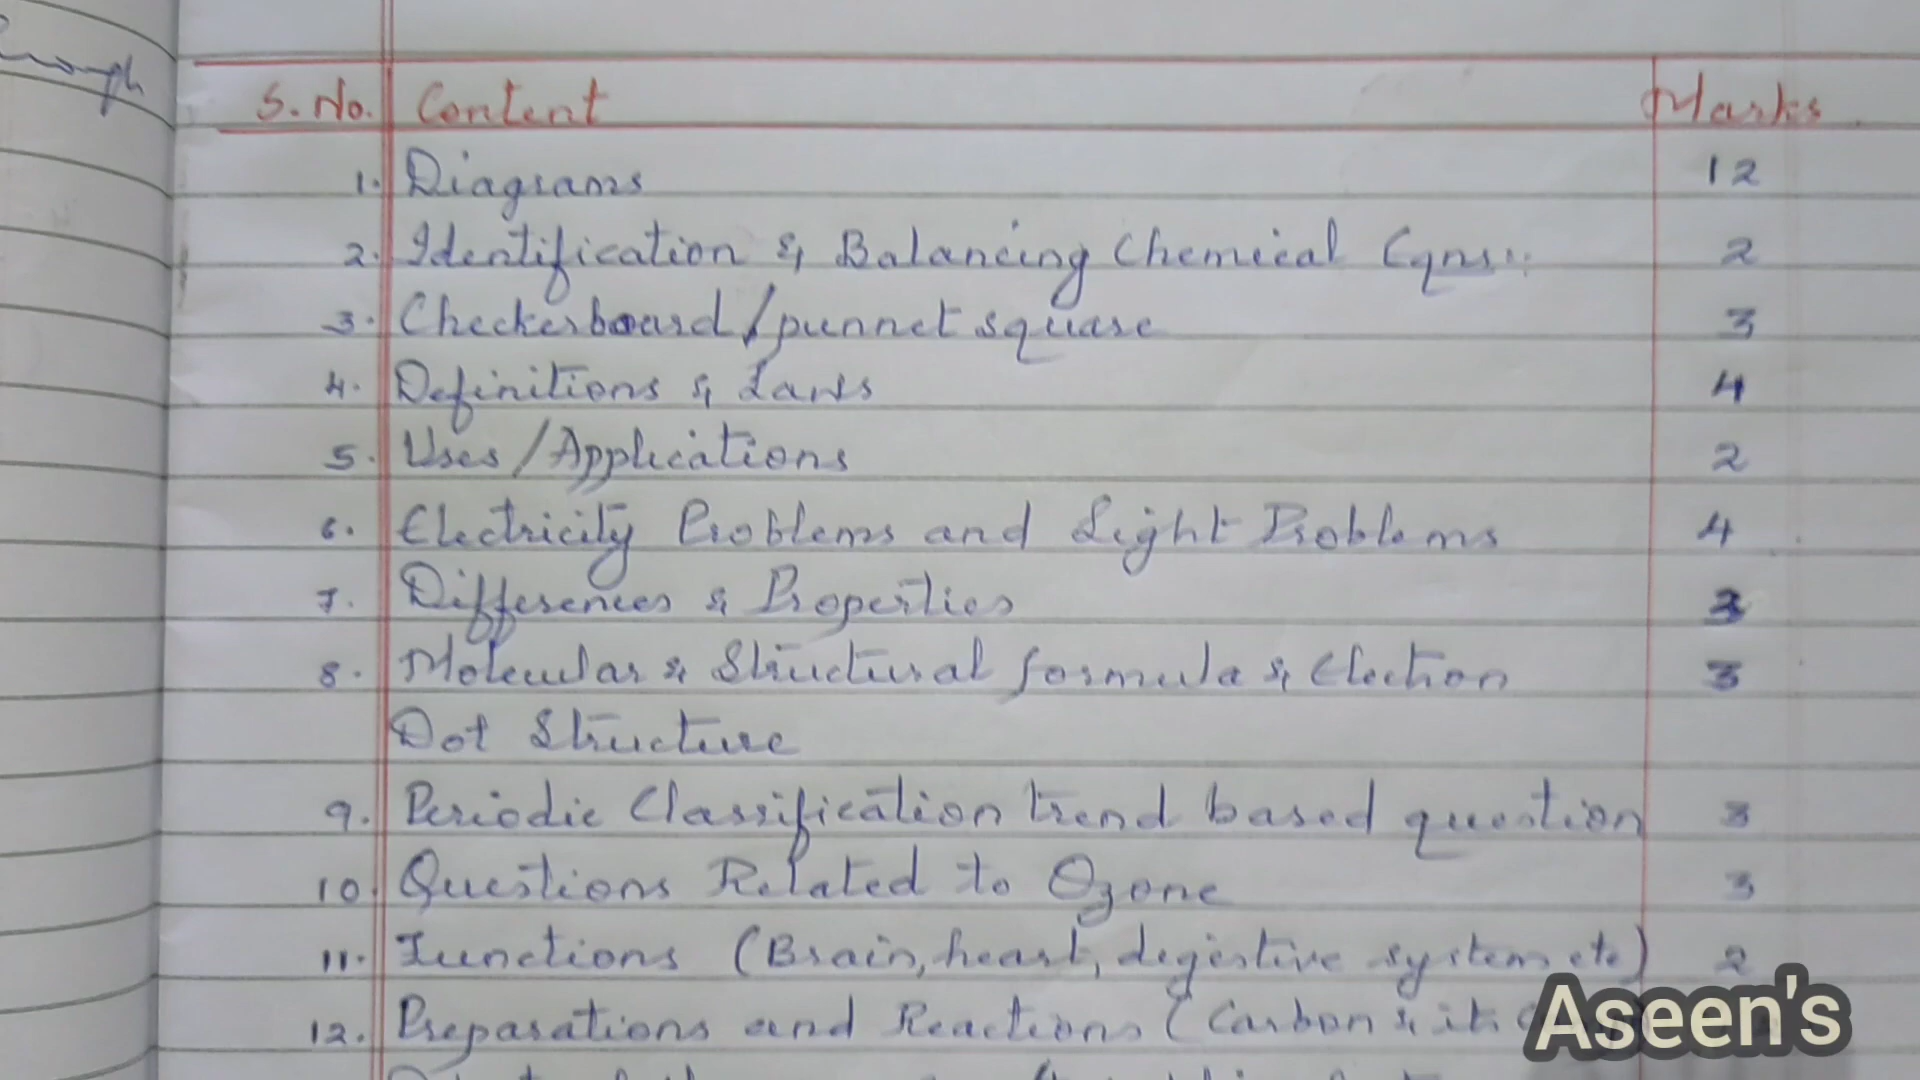 S. No. Content Marks
1. Diagrams 12
2. Identification & Balancing Chemical Eqns:. 2
3. Checkerboard/punnet square 3
4. Definitions & Laws 4
5. Uses/Applications 2
6. Electricity Problems and Light Problems 4
7. Differences & Properties 3
8. Molecular & Structural formula & Electron 3
Dot Structure
9. Periodic Classification trend based question 3
10. Questions Related to Ozone 3
11. Functions (Brain, heart, digestive system etc) 2
12. Preparations and Reactions (Carbon & its
Aseen's